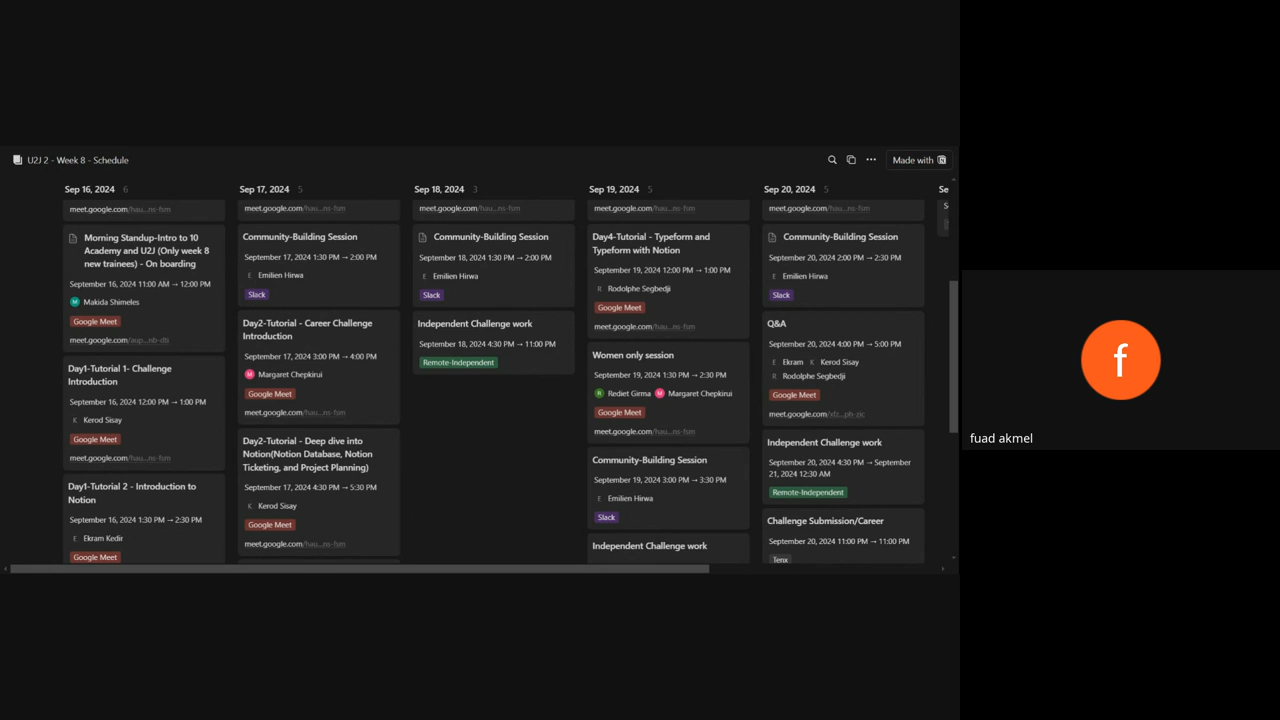 U2J 2 - Week 8 - Schedule
Made with
Sep 16, 2024 6
meet.google.com/hau...ns-fsm
Morning Standup-Intro to 10
Academy and U2J (Only week 8
new trainees) - On boarding
September 16, 2024 11:00 AM → 12:00 PM
M Makida Shimeles
Google Meet
Day1-Tutorial 1- Challenge
Introduction
September 16, 2024 12:00 PM → 1:00 PM
K Kerod Sisay
Google Meet
meet.google.com/hau...ns-fsm
Day1-Tutorial 2 - Introduction to
Notion
September 16, 2024 1:30 PM → 2:30 PM
E Ekram Kedir
Google Meet
Sep 17, 2024 5
meet.google.com/hau...ns-fsm
Community-Building Session
September 17, 2024 1:30 PM → 2:00 PM
E Emilien Hirwa
Slack
Day2-Tutorial - Career Challenge
Introduction
September 17, 2024 3:00 PM → 4:00 PM
M Margaret Chepkirui
Google Meet
meet.google.com/hau...ns-fsm
Day2-Tutorial - Deep dive into
Notion(Notion Database, Notion
Ticketing, and Project Planning)
September 17, 2024 4:30 PM → 5:30 PM
K Kerod Sisay
Google Meet
meet.google.com/hau...ns-fsm
Sep 18, 2024 3
meet.google.com/hau...ns-fsm
Community-Building Session
September 18, 2024 1:30 PM → 2:00 PM
E Emilien Hirwa
Slack
Independent Challenge work
September 18, 2024 4:30 PM → 11:00 PM
Remote-Independent
Sep 19, 2024 5
meet.google.com/hau...ns-fsm
Day4-Tutorial - Typeform and
Typeform with Notion
September 19, 2024 12:00 PM → 1:00 PM
R Rodolphe Segbedji
Google Meet
meet.google.com/hau...ns-fsm
Women only session
September 19, 2024 1:30 PM → 2:30 PM
R Rediet Girma M Margaret Chepkirui
Google Meet
meet.google.com/hau...ns-fsm
Community-Building Session
September 19, 2024 3:00 PM → 3:30 PM
E Emilien Hirwa
Slack
Independent Challenge work
Sep 20, 2024 5
meet.google.com/hau...ns-fsm
Community-Building Session
September 20, 2024 2:00 PM → 2:30 PM
E Emilien Hirwa
Slack
Q&A
September 20, 2024 4:00 PM → 5:00 PM
E Ekram K Kerod Sisay
R Rodolphe Segbedji
Google Meet
Independent Challenge work
September 20, 2024 4:30 PM → September
21, 2024 12:30 AM
Remote-Independent
Challenge Submission/Career
September 20, 2024 11:00 PM → 11:00 PM
Tenx
Se
S
f
fuad akmel